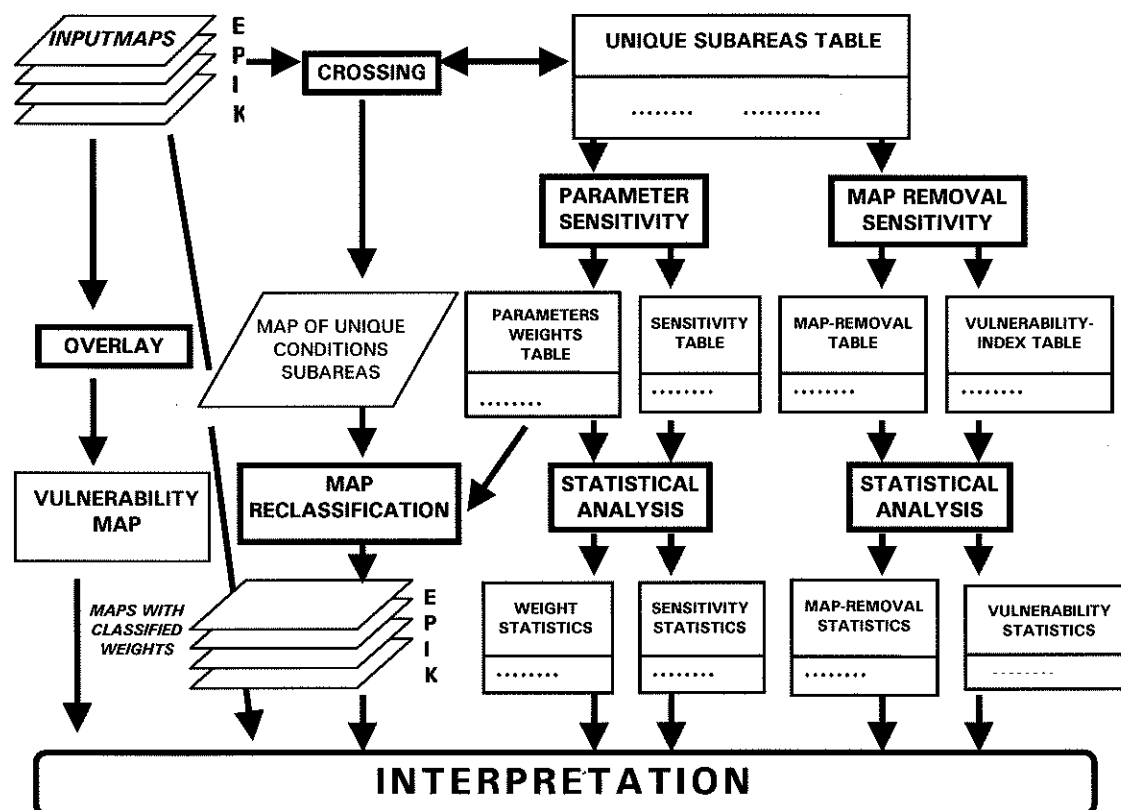 INPUTMAPS
E
P
I
K
CROSSING
UNIQUE SUBAREAS TABLE
........ ..........
PARAMETER
SENSITIVITY
MAP REMOVAL
SENSITIVITY
OVERLAY
MAP OF UNIQUE
CONDITIONS
SUBAREAS
PARAMETERS
WEIGHTS
TABLE
........
SENSITIVITY
TABLE
........
MAP-REMOVAL
TABLE
........
VULNERABILITY-
INDEX TABLE
........
VULNERABILITY
MAP
MAP
RECLASSIFICATION
STATISTICAL
ANALYSIS
STATISTICAL
ANALYSIS
MAPS WITH
CLASSIFIED
WEIGHTS
E
P
I
K
WEIGHT
STATISTICS
........
SENSITIVITY
STATISTICS
........
MAP-REMOVAL
STATISTICS
........
VULNERABILITY
STATISTICS
........
INTERPRETATION